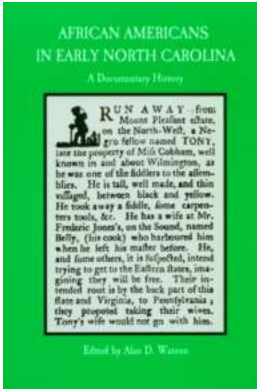 AFRICAN AMERICANS
IN EARLY NORTH CAROLINA
A Documentary History
RUN AWAY from
Mount Pleasant estate,
on the North-West, a Ne-
gro fellow named TONY,
late the property of Miss Cobham, well
known in and about Wilmington, as
he was one of the fiddlers to the assem-
blies. He is tall, well made, and thin
visaged, between black and yellow.
He took away a fiddle, some carpen-
ters tools, &c. He has a wife at Mr.
Frederic Jones's, on the Sound, named
Betty, (his cook) who harboured him
when he left his master before. He,
and some others, it is suspected, intend
trying to get to the Eastern states, ima-
gining they will be free. Their in-
tended rout is by the back part of this
state and Virginia, to Pennsylvania;
they proposed taking their wives.
Tony's wife would not go with him.
Edited by Alan D. Watson